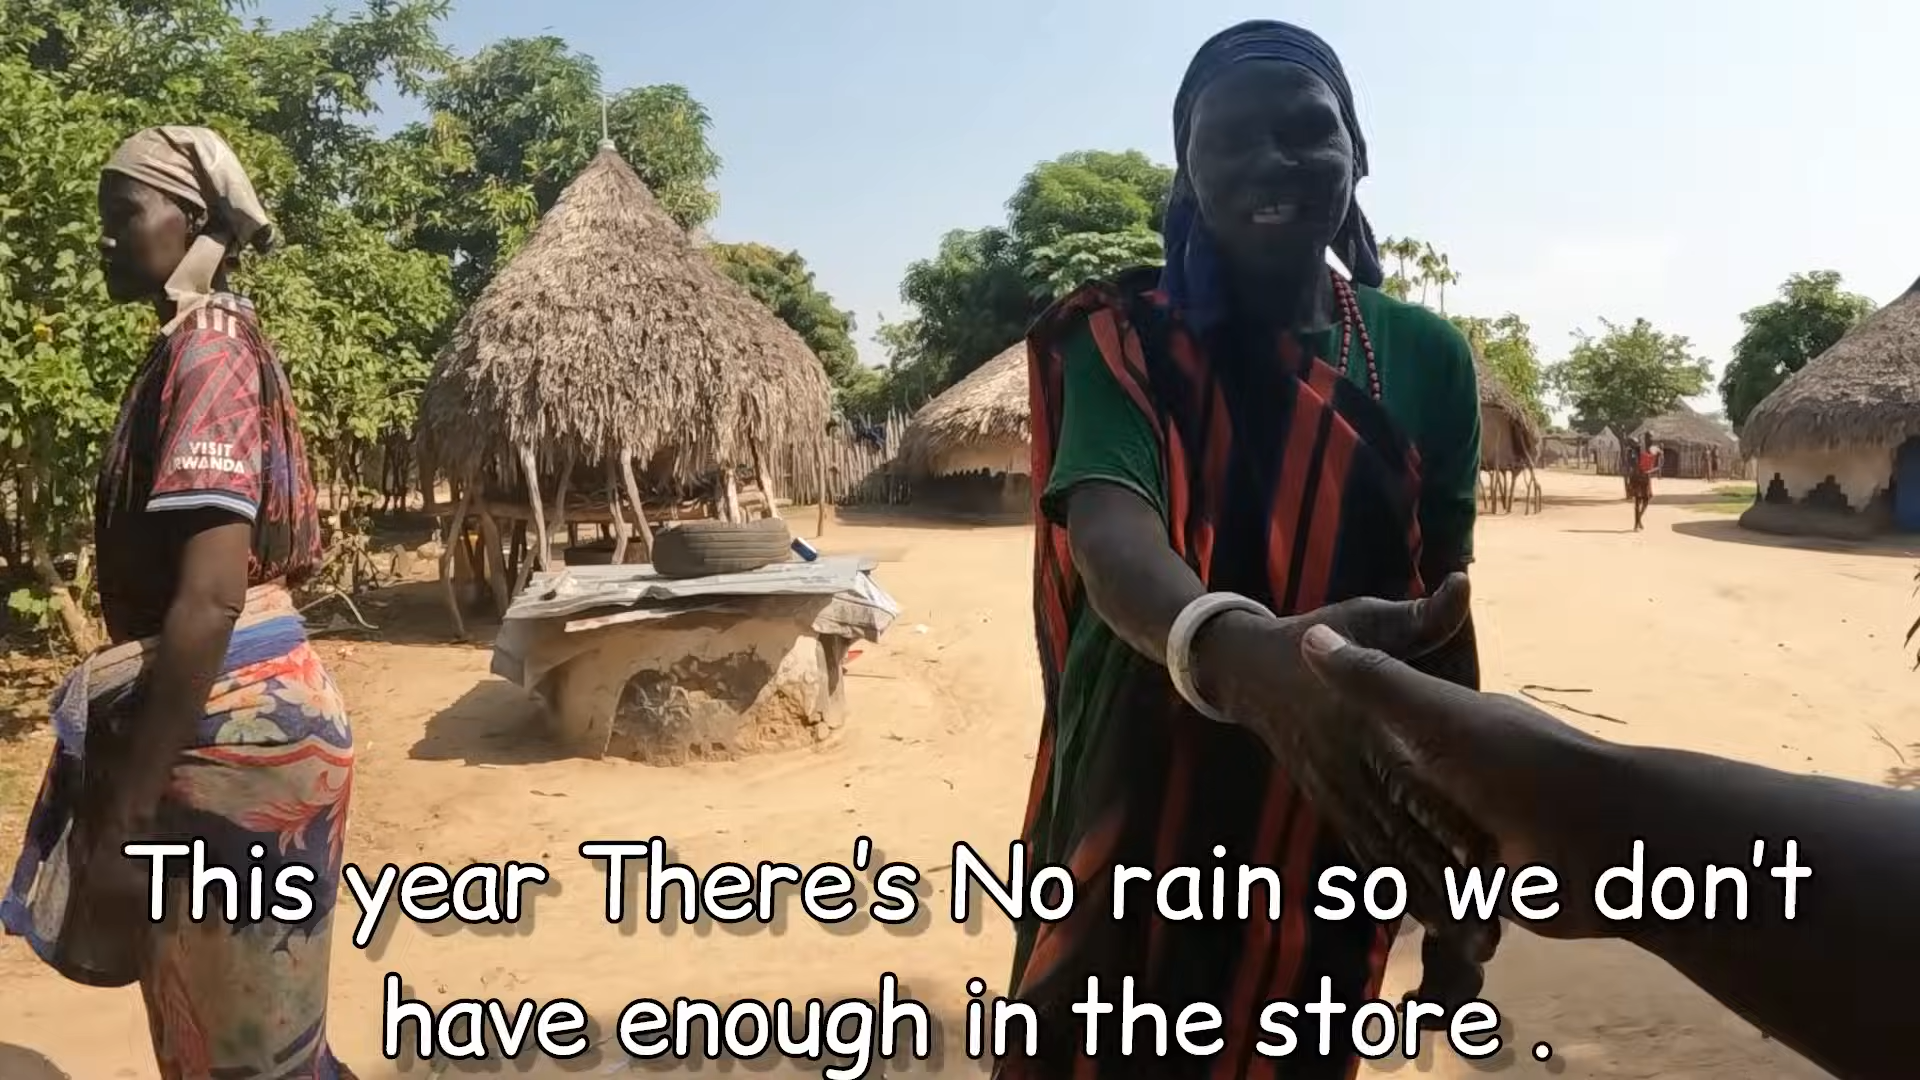 VISIT
RWANDA
This year There's No rain so we don't
have enough in the store .